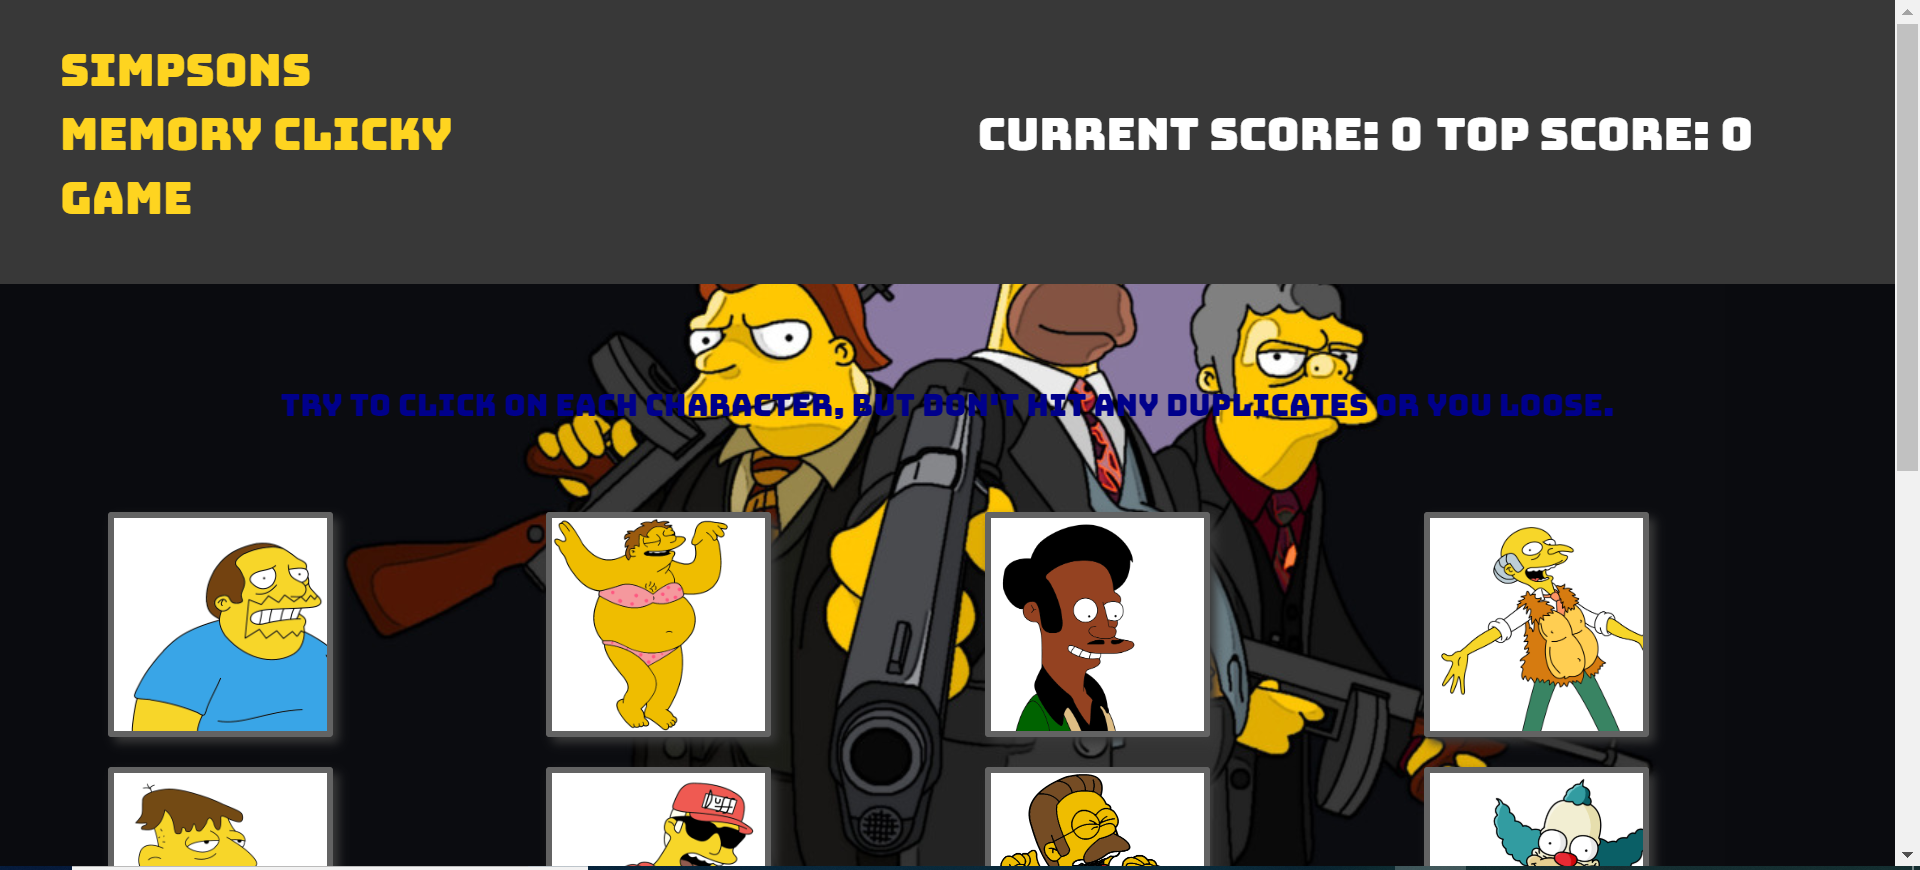 SIMPSONS
MEMORY CLICKY
GAME
CURRENT SCORE: 0 TOP SCORE: 0
TRY TO CLICK ON EACH CHARACTER, BUT DON'T HIT ANY DUPLICATES OR YOU LOOSE.
Duff